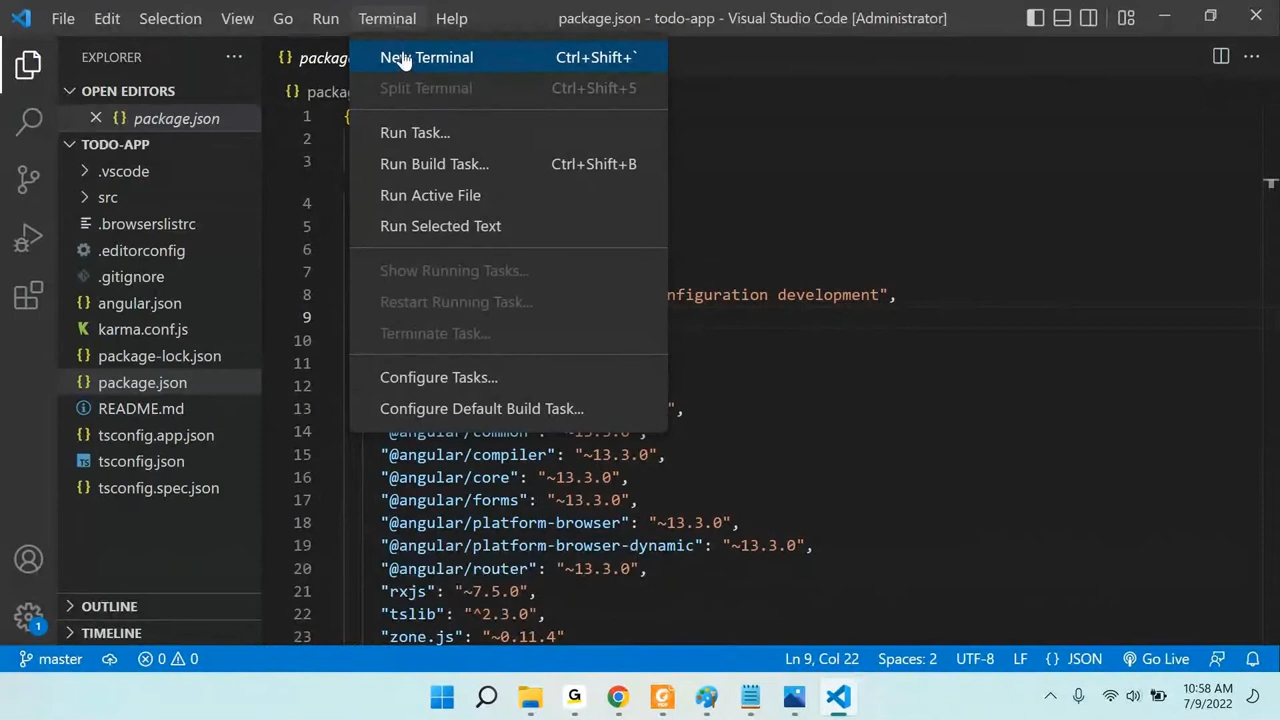 File Edit Selection View Go Run Terminal Help package.json - todo-app - Visual Studio Code [Administrator]
EXPLORER
OPEN EDITORS
{} package.json
TODO-APP
.vscode
src
.browserslistrc
.editorconfig
.gitignore
{} angular.json
karma.conf.js
{} package-lock.json
{} package.json
README.md
{} tsconfig.app.json
TS tsconfig.json
{} tsconfig.spec.json
OUTLINE
TIMELINE
New Terminal Ctrl+Shift+`
Split Terminal Ctrl+Shift+5
Run Task...
Run Build Task... Ctrl+Shift+B
Run Active File
Run Selected Text
Show Running Tasks...
Restart Running Task...
Terminate Task...
Configure Tasks...
Configure Default Build Task...
{}
{}
1 {
2
3
4
5
6
7
8 nfiguration development",
9
10
11
12
13 ",
14 "@angular/common": "~13.3.0",
15 "@angular/compiler": "~13.3.0",
16 "@angular/core": "~13.3.0",
17 "@angular/forms": "~13.3.0",
18 "@angular/platform-browser": "~13.3.0",
19 "@angular/platform-browser-dynamic": "~13.3.0",
20 "@angular/router": "~13.3.0",
21 "rxjs": "~7.5.0",
22 "tslib": "^2.3.0",
23 "zone.js": "~0.11.4"
1
master 0 0 Ln 9, Col 22 Spaces: 2 UTF-8 LF {} JSON Go Live
G
10:58 AM
7/9/2022